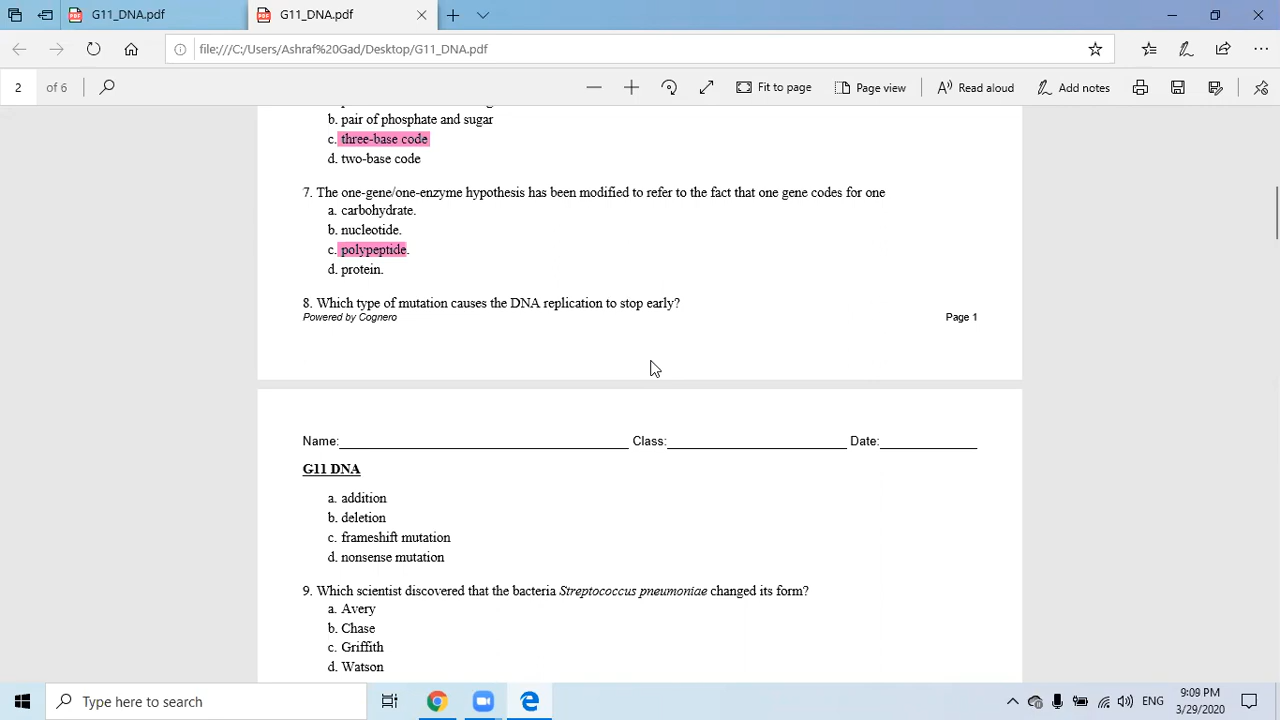 G11_DNA.pdf
G11_DNA.pdf
file:///C:/Users/Ashraf%20Gad/Desktop/G11_DNA.pdf
2 of 6
Fit to page
Page view
Read aloud
Add notes
b. pair of phosphate and sugar
c. three-base code
d. two-base code
7. The one-gene/one-enzyme hypothesis has been modified to refer to the fact that one gene codes for one
a. carbohydrate.
b. nucleotide.
c. polypeptide.
d. protein.
8. Which type of mutation causes the DNA replication to stop early?
Powered by Cognero Page 1
Name: Class: Date:
G11 DNA
a. addition
b. deletion
c. frameshift mutation
d. nonsense mutation
9. Which scientist discovered that the bacteria Streptococcus pneumoniae changed its form?
a. Avery
b. Chase
c. Griffith
d. Watson
Type here to search
ENG
9:09 PM
3/29/2020